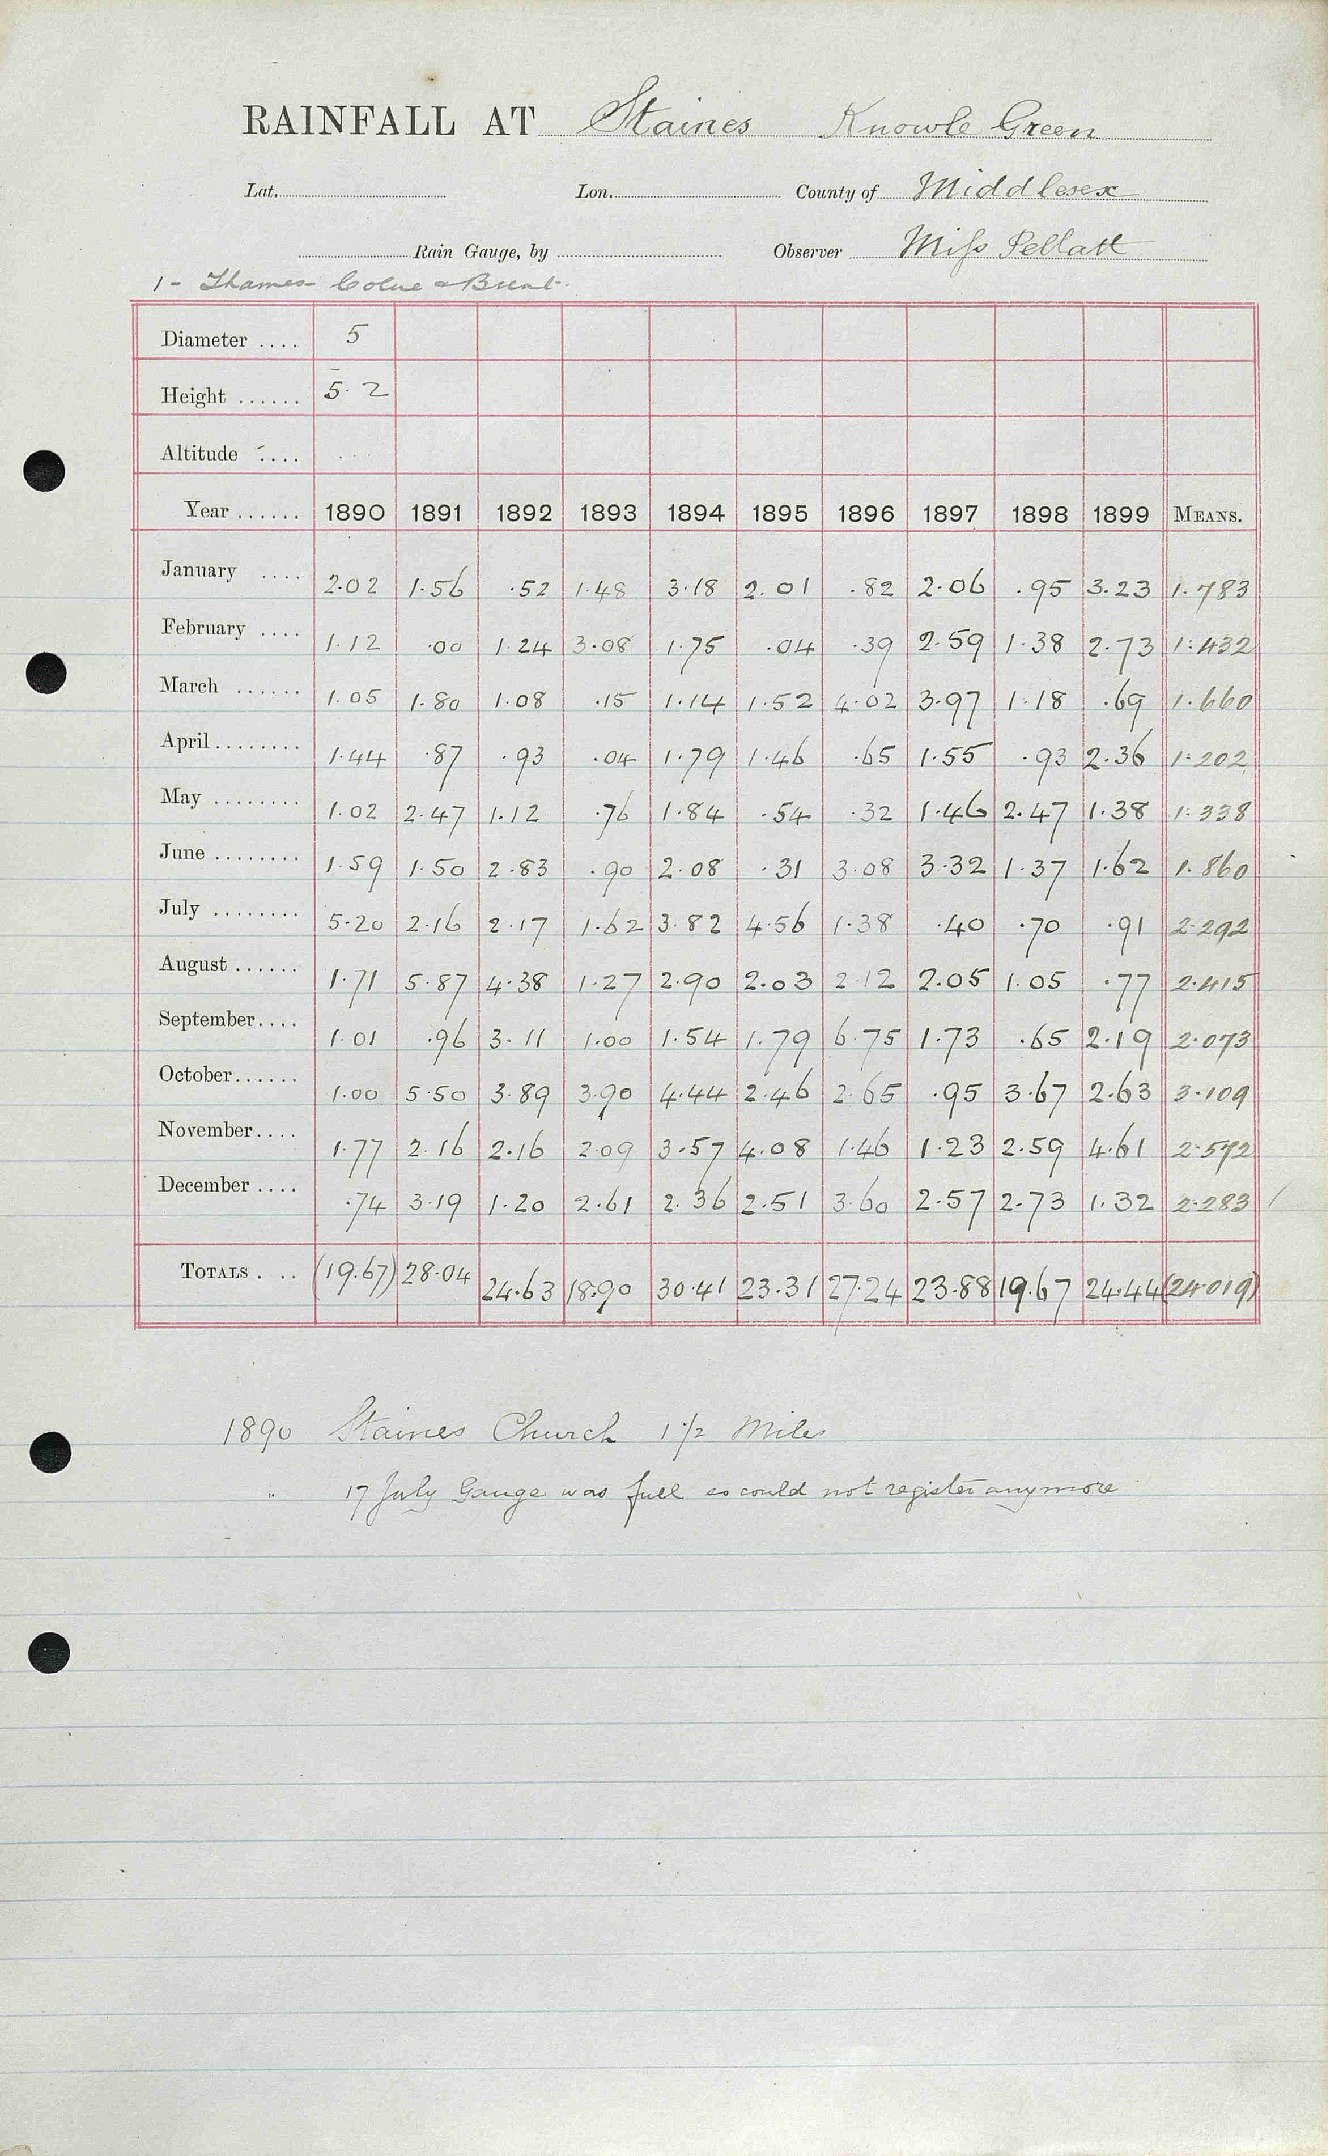 RAINFALL AT Staines Knowle Green
Lat. Lon. County of Middlesex
Rain Gauge, by Observer Miss Pellatt
1 - Thames Colne & Brent.
Diameter .... 5
Height ...... 5·2
Altitude ....
Year ...... 1890 1891 1892 1893 1894 1895 1896 1897 1898 1899 MEANS.
January .... 2·02 1·56 ·52 1·48 3·18 2·01 ·82 2·06 ·95 3·23 1·783
February .... 1·12 ·00 1·24 3·08 1·75 ·04 ·39 2·59 1·38 2·73 1·432
March ...... 1·05 1·80 1·08 ·15 1·14 1·52 4·02 3·97 1·18 ·69 1·660
April ........ 1·44 ·87 ·93 ·04 1·79 1·46 ·65 1·55 ·93 2·36 1·202
May ........ 1·02 2·47 1·12 ·76 1·84 ·54 ·32 1·46 2·47 1·38 1·338
June ........ 1·59 1·50 2·83 ·90 2·08 ·31 3·08 3·32 1·37 1·62 1·860
July ........ 5·20 2·16 2·17 1·62 3·82 4·56 1·38 ·40 ·70 ·91 2·292
August ...... 1·71 5·87 4·38 1·27 2·90 2·03 2·12 2·05 1·05 ·77 2·415
September .... 1·01 ·96 3·11 1·00 1·54 1·79 6·75 1·73 ·65 2·19 2·073
October ...... 1·00 5·50 3·89 3·90 4·44 2·46 2·65 ·95 3·67 2·63 3·109
November .... 1·77 2·16 2·16 2·09 3·57 4·08 1·46 1·23 2·59 4·61 2·572
December .... ·74 3·19 1·20 2·61 2·36 2·51 3·60 2·57 2·73 1·32 2·283 /
TOTALS . .. (19·67) 28·04 24·63 18·90 30·41 23·31 27·24 23·88 19·67 24·44 (24·019)
1890 Staines Church 1 1/2 Miles
" 17 July Gauge was full so could not register any more